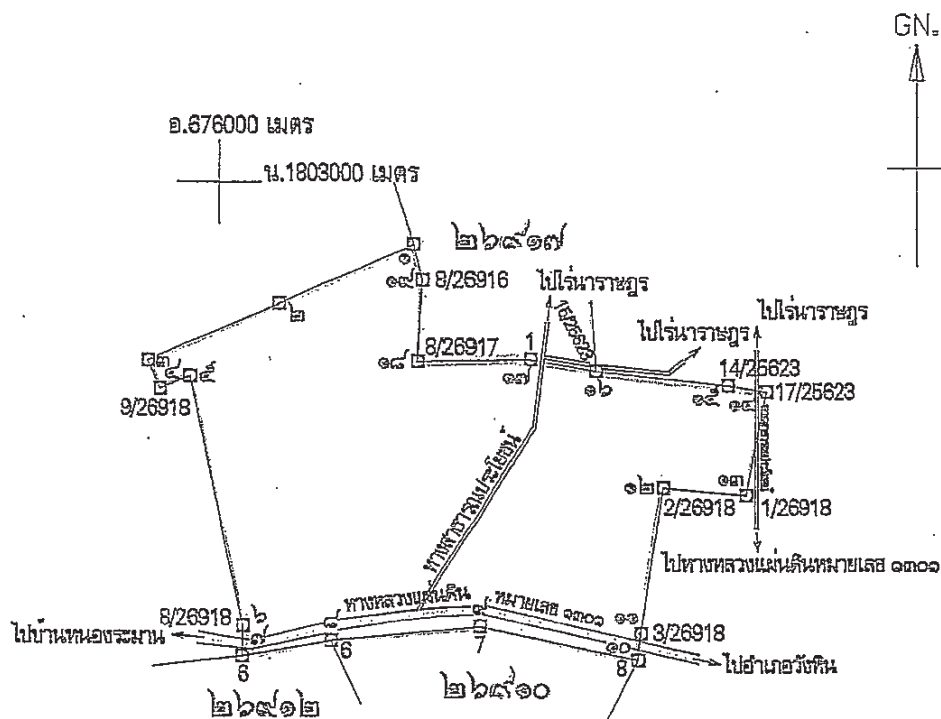 GN.
อ.676000 เมตร
น.1803000 เมตร
๒๖๙๑๗
๑
๑๙ 8/26916
ไปไร่นาราษฎร
16/25623
ไปไร่นาราษฎร
ไปไร่นาราษฎร
๒
๑๘ 8/26917
1
๑๗
๑๖
14/25623
๑๕ ๑๔ 17/25623
๓
๔ ๕
9/26918
ทางสาธารณประโยชน์
๑๒
2/26918
๑๓
1/26918
ไปทางหลวงแผ่นดินหมายเลข ๑๓๐๑
8/26918 ๖
๗
๘
ทางหลวงแผ่นดิน
๙
หมายเลข ๑๓๐๑
๑๑
3/26918
๑๐
ไปบ้านหนองระมาน
ไปอำเภอวังหิน
6
6
7
8
๒๖๙๑๒
๒๖๙๑๐